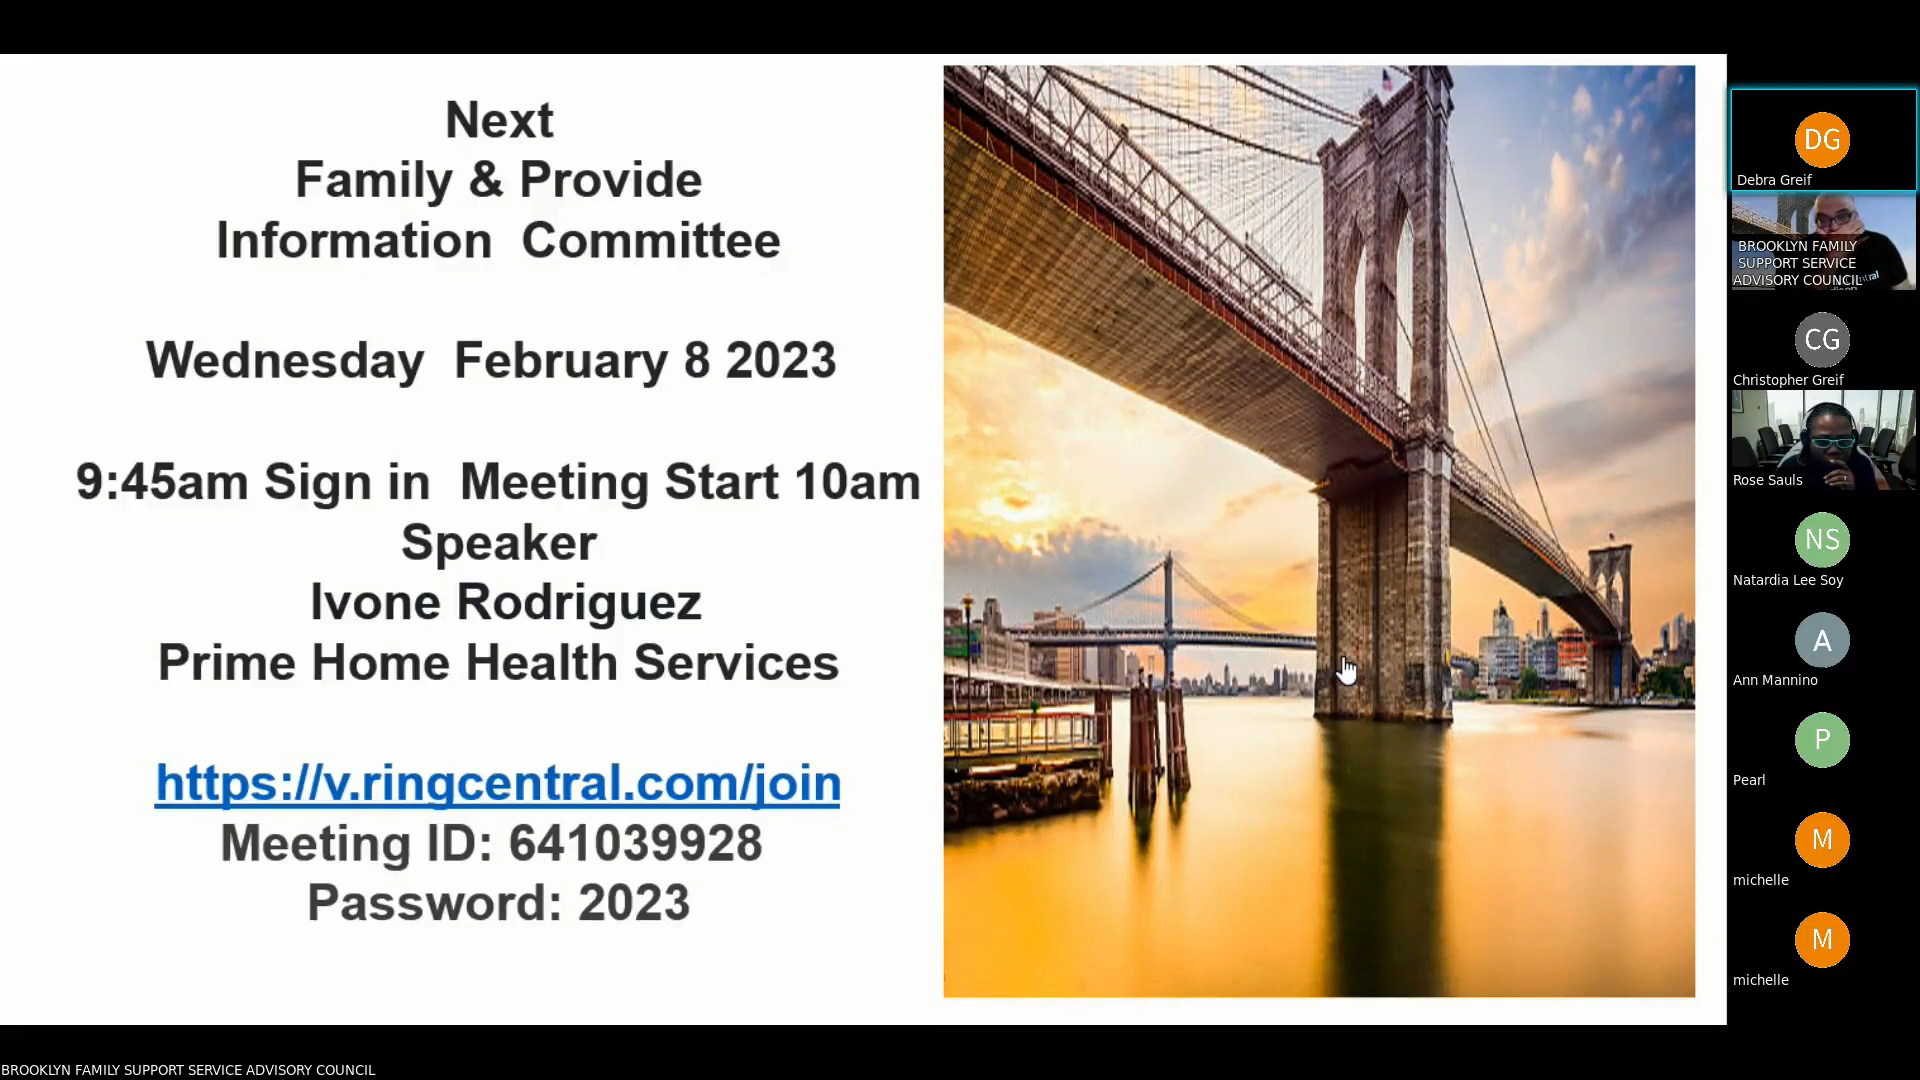 Next
Family & Provide
Information Committee
Wednesday February 8 2023
9:45am Sign in Meeting Start 10am
Speaker
Ivone Rodriguez
Prime Home Health Services
https://v.ringcentral.com/join
Meeting ID: 641039928
Password: 2023
DG
Debra Greif
BROOKLYN FAMILY
SUPPORT SERVICE
ADVISORY COUNCIL
CG
Christopher Greif
Rose Sauls
NS
Natardia Lee Soy
A
Ann Mannino
P
Pearl
M
michelle
M
michelle
BROOKLYN FAMILY SUPPORT SERVICE ADVISORY COUNCIL